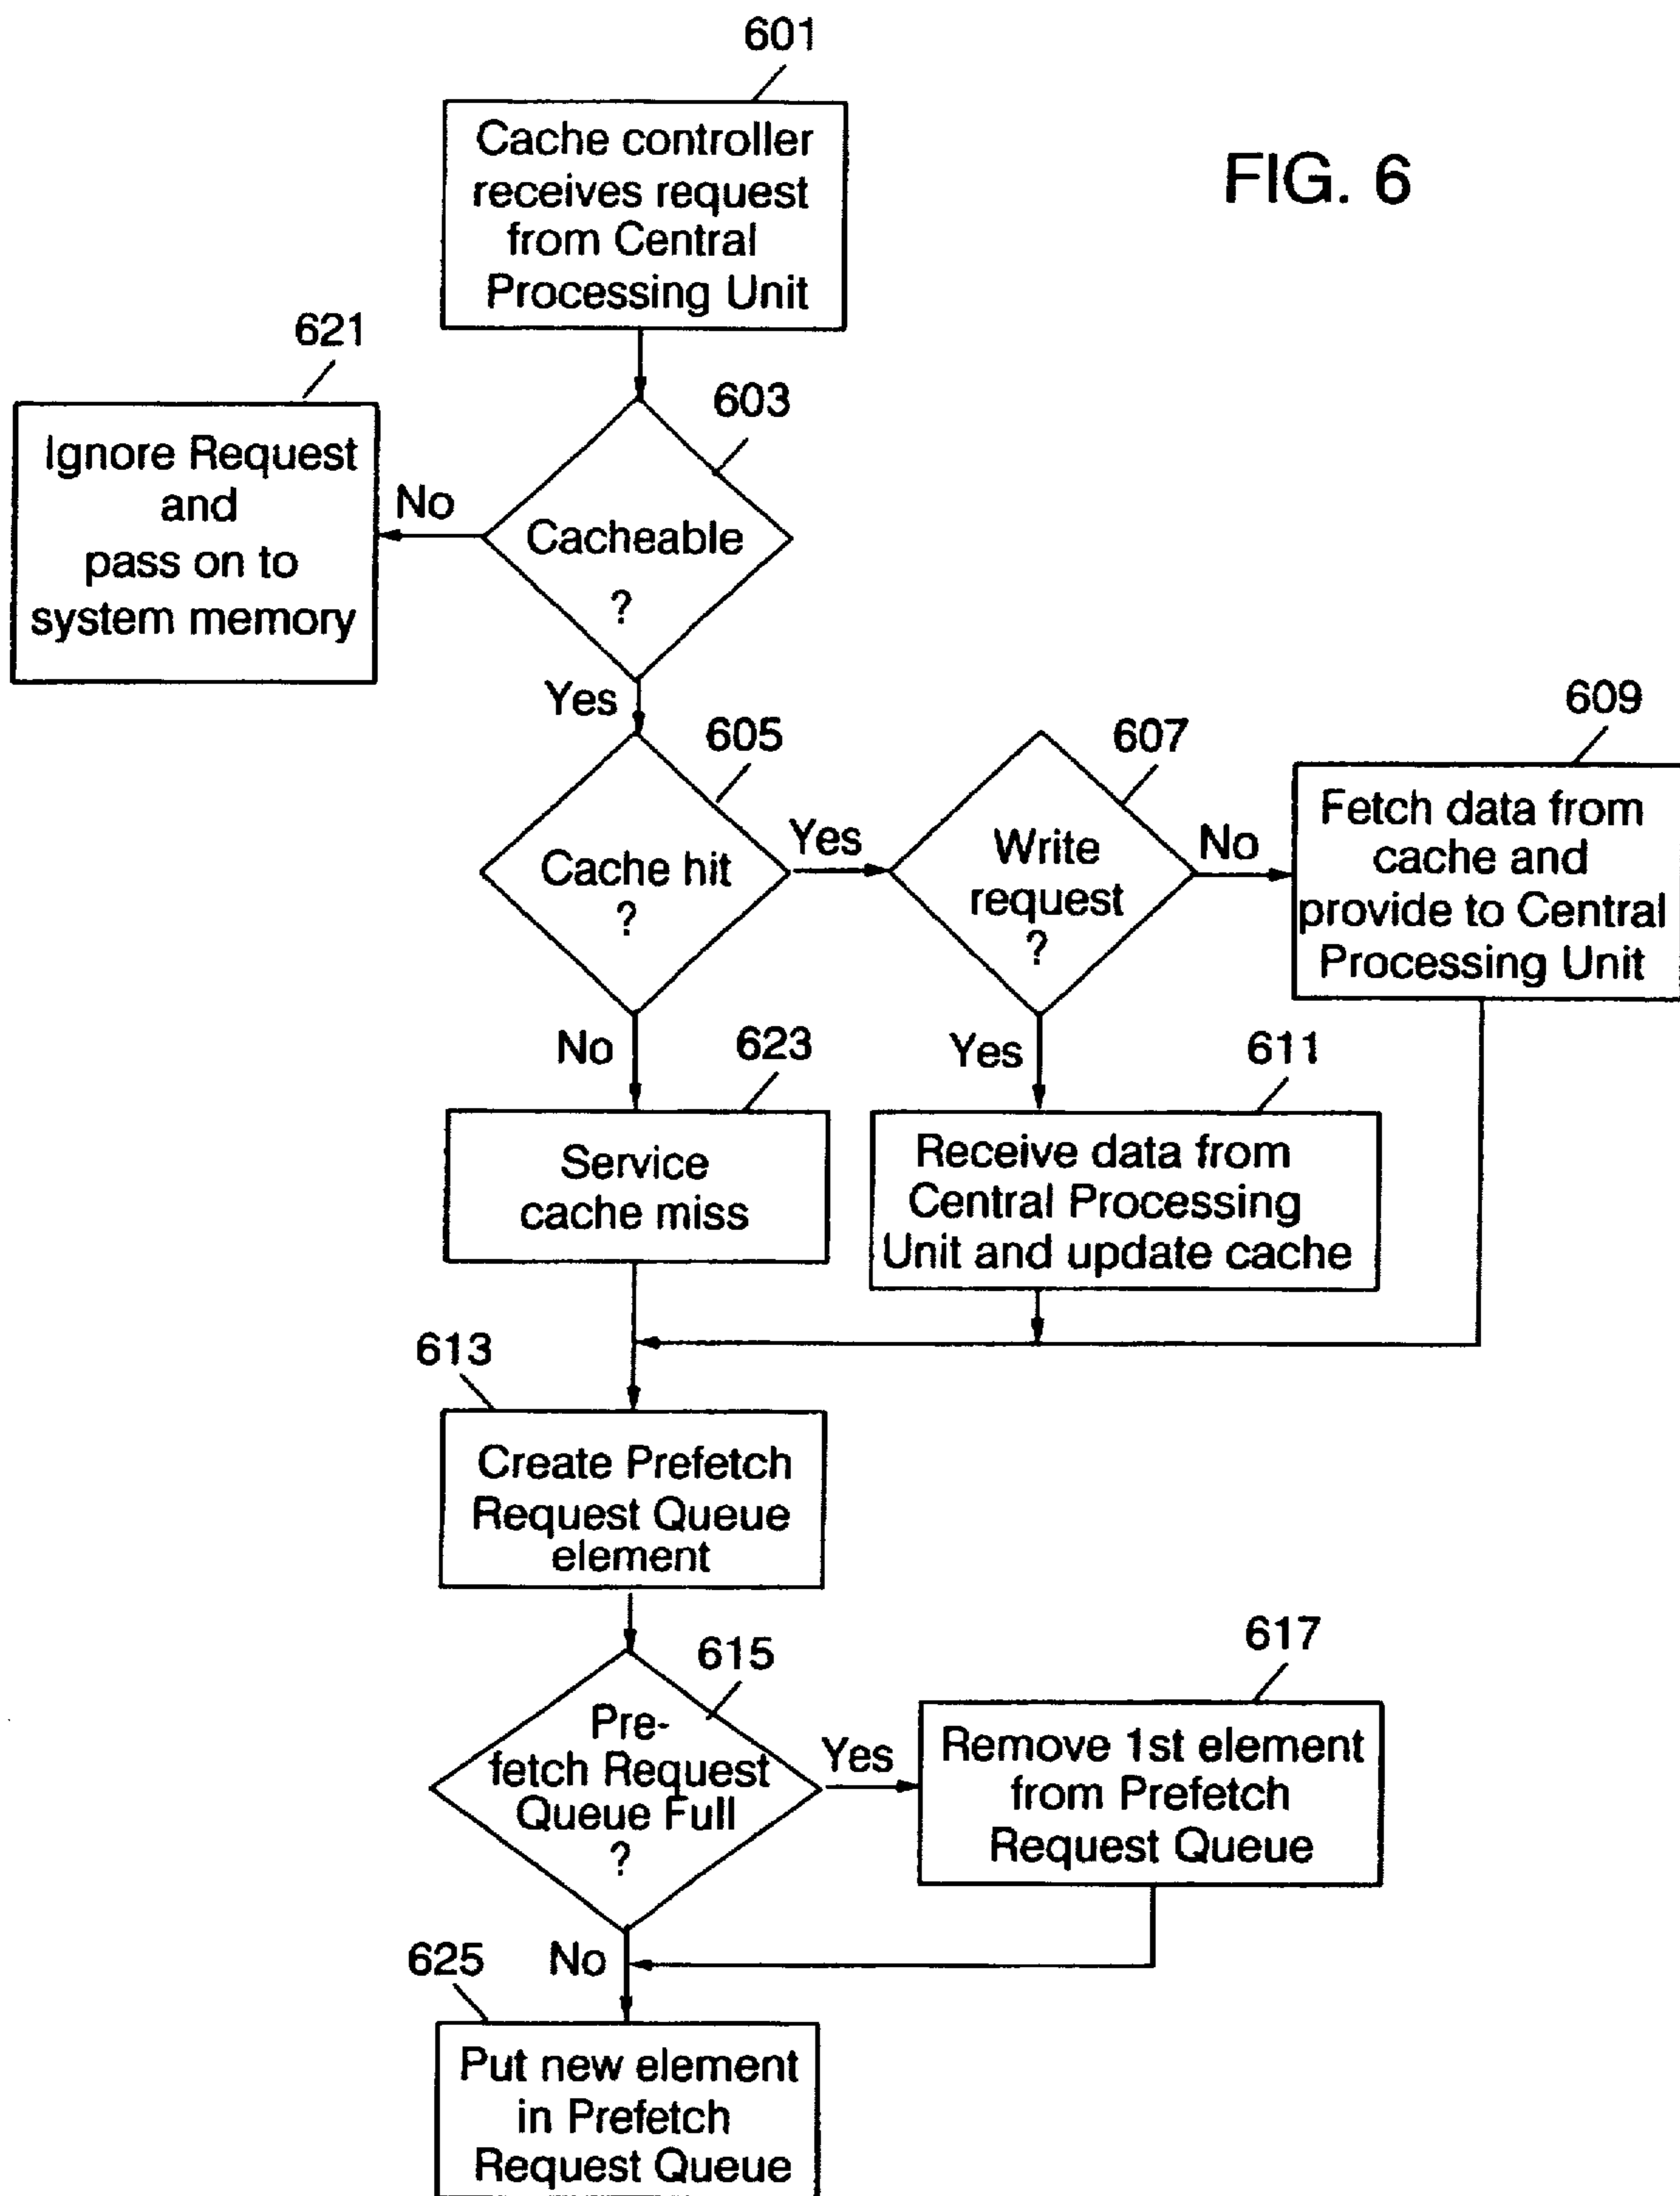 601
Cache controller
receives request
from Central
Processing Unit
FIG. 6
621
Ignore Request
and
pass on to
system memory
No
603
Cacheable
?
Yes
605
Cache hit
?
Yes
607
Write
request
?
No
609
Fetch data from
cache and
provide to Central
Processing Unit
No
623
Service
cache miss
Yes
611
Receive data from
Central Processing
Unit and update cache
613
Create Prefetch
Request Queue
element
615
Pre-
fetch Request
Queue Full
?
Yes
617
Remove 1st element
from Prefetch
Request Queue
No
625
Put new element
in Prefetch
Request Queue